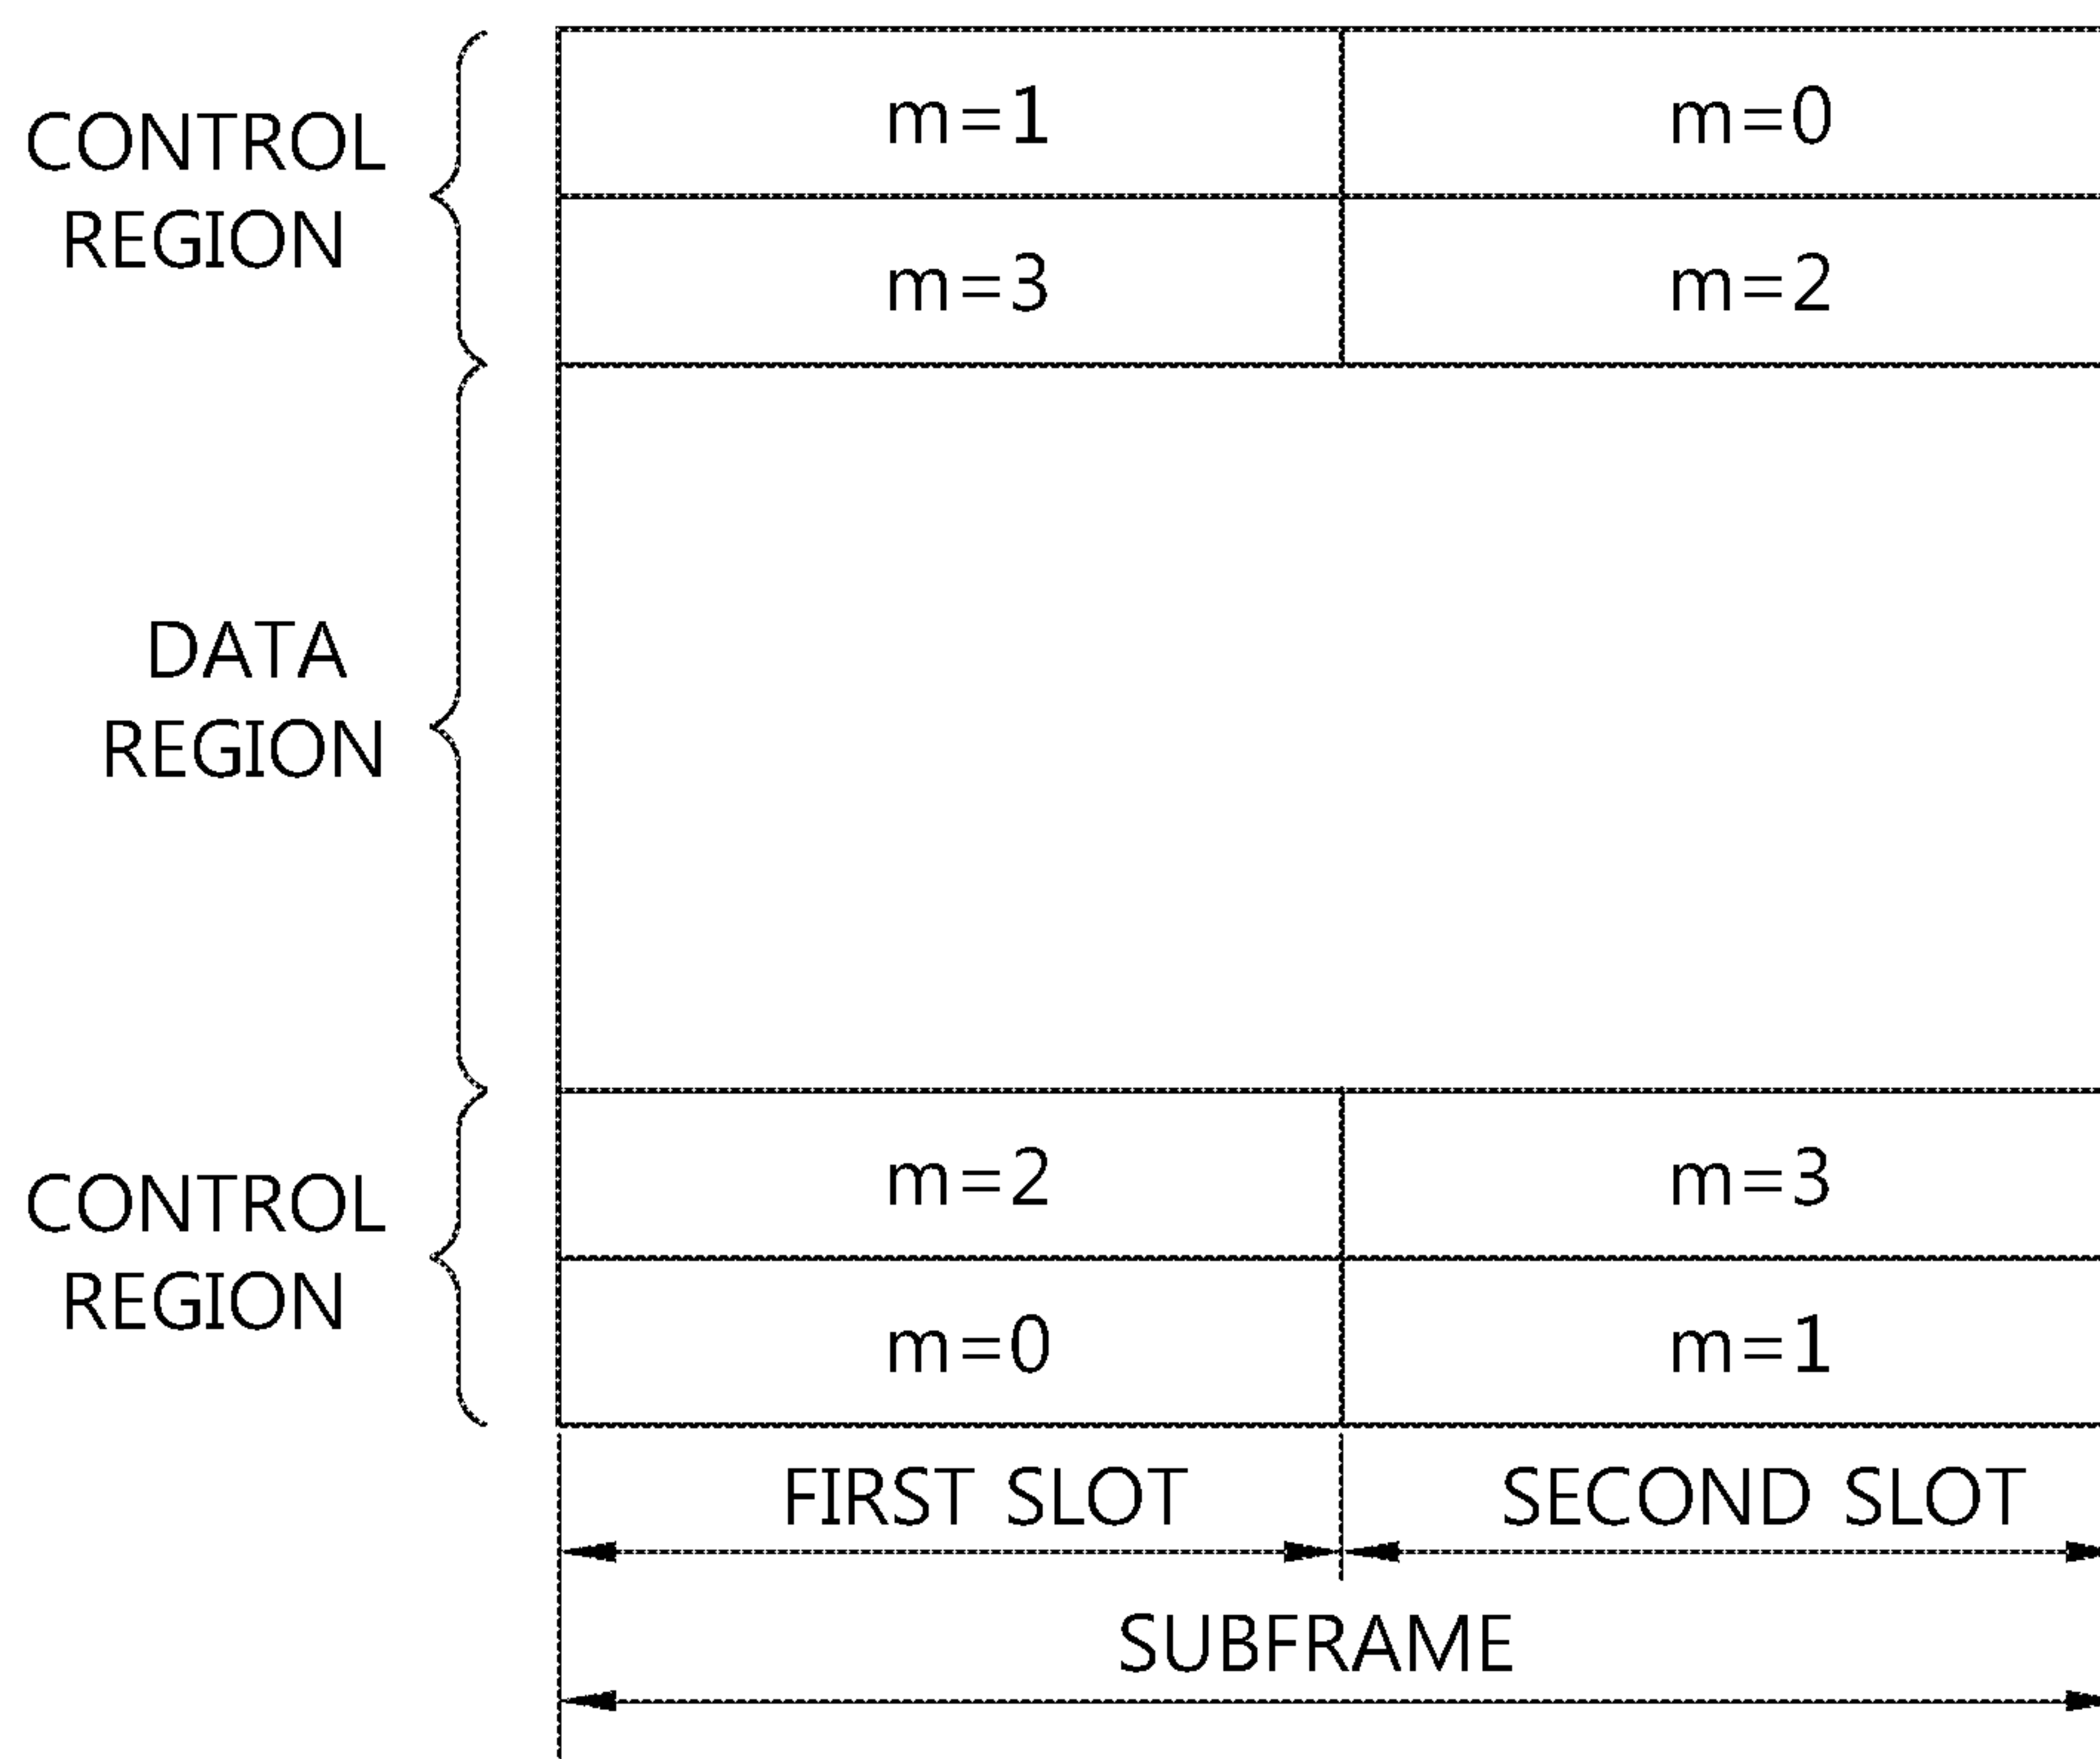 CONTROL
REGION
m=1
m=0
m=3
m=2
DATA
REGION
CONTROL
REGION
m=2
m=3
m=0
m=1
FIRST SLOT
SECOND SLOT
SUBFRAME